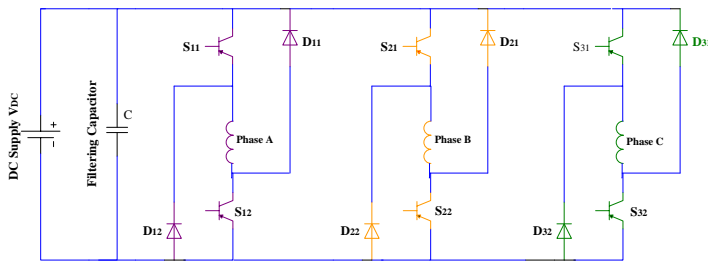 S11
D11
S21
D21
S31
D31
DC Supply VDC
+
−
Filtering Capacitor
C
Phase A
Phase B
Phase C
D12
S12
D22
S22
D32
S32